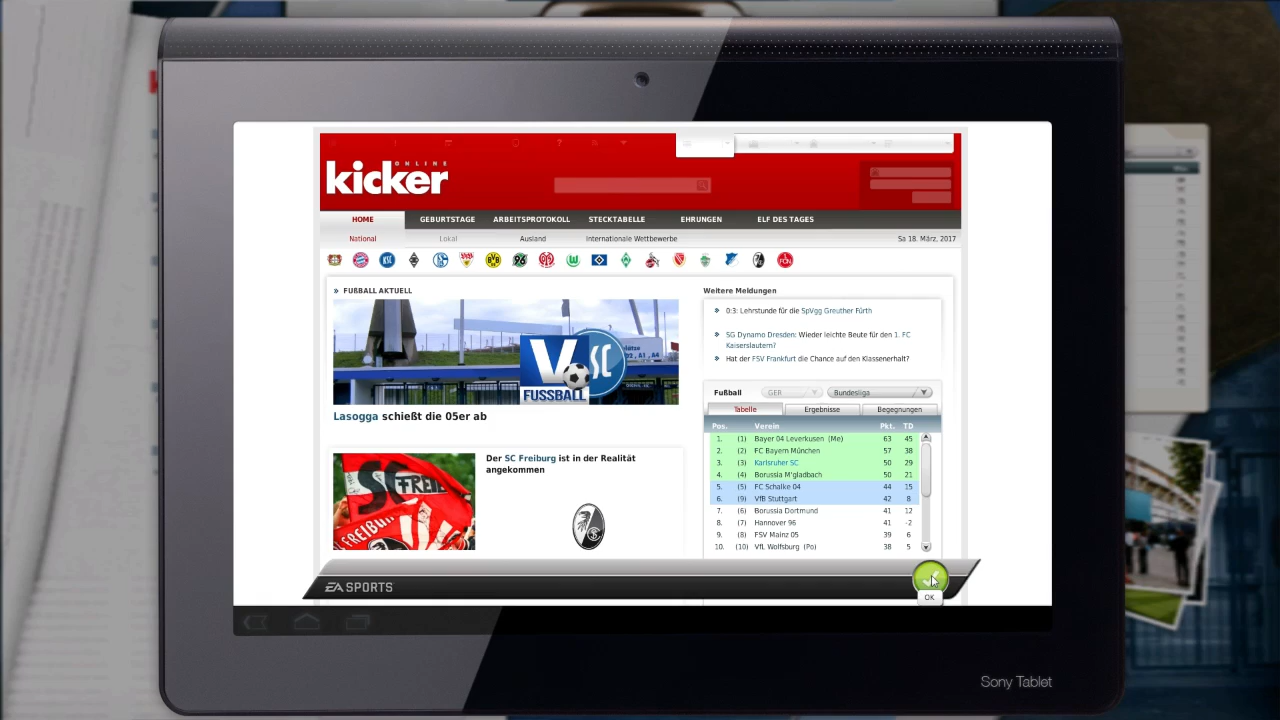 ONLINE
kicker
HOME GEBURTSTAGE ARBEITSPROTOKOLL STECKTABELLE EHRUNGEN ELF DES TAGES
National Lokal Ausland Internationale Wettbewerbe Sa 18. März, 2017
» FUßBALL AKTUELL
V
SC
FUSSBALL
Lasogga schießt die 05er ab
Der SC Freiburg ist in der Realität
angekommen
Weitere Meldungen
» 0:3: Lehrstunde für die SpVgg Greuther Fürth
» SG Dynamo Dresden: Wieder leichte Beute für den 1. FC
Kaiserslautern?
» Hat der FSV Frankfurt die Chance auf den Klassenerhalt?
Fußball GER Bundesliga
Tabelle Ergebnisse Begegnungen
Pos. Verein Pkt. TD
1. (1) Bayer 04 Leverkusen (Me) 63 45
2. (2) FC Bayern München 57 38
3. (3) Karlsruher SC 50 29
4. (4) Borussia M'gladbach 50 21
5. (5) FC Schalke 04 44 15
6. (9) VfB Stuttgart 42 8
7. (6) Borussia Dortmund 41 12
8. (7) Hannover 96 41 -2
9. (8) FSV Mainz 05 39 6
10. (10) VfL Wolfsburg (Po) 38 5
EA SPORTS
OK
Sony Tablet